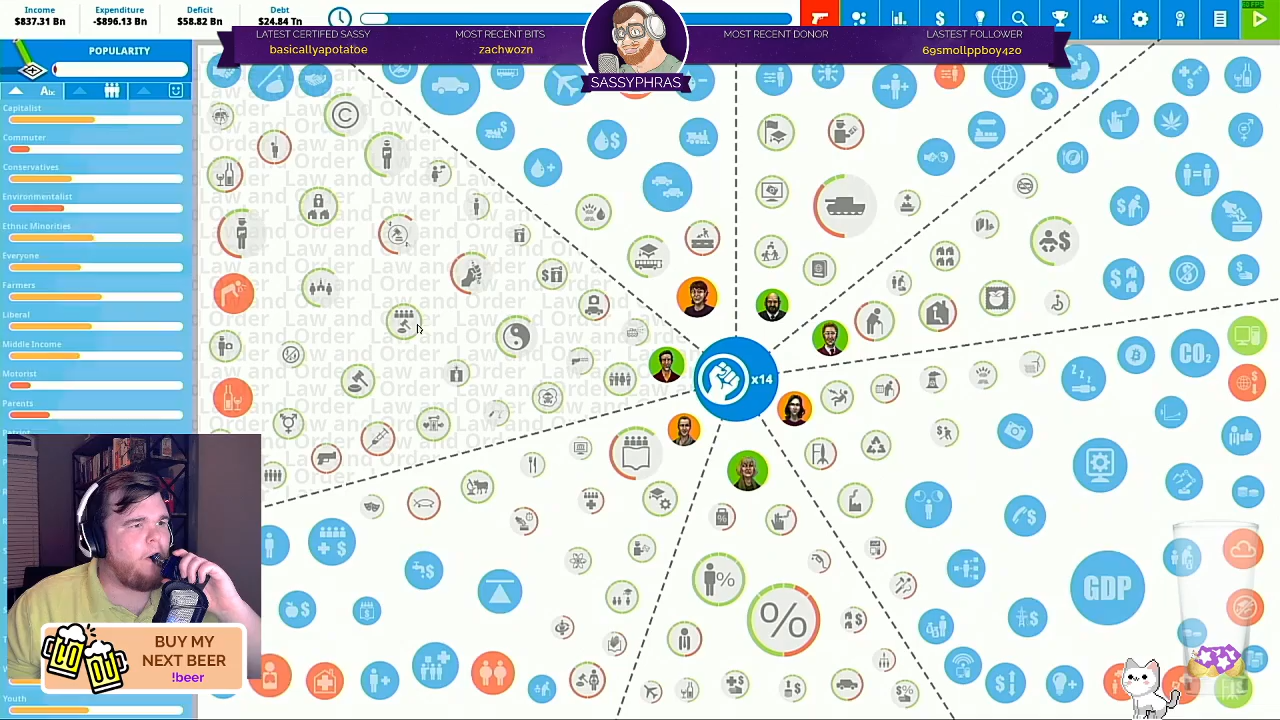 Income
$837.31 Bn
Expenditure
-$896.13 Bn
Deficit
$58.82 Bn
Debt
$24.84 Tn
LATEST CERTIFIED SASSY
basicallyapotatoe
MOST RECENT BITS
zachwozn
MOST RECENT DONOR
LASTEST FOLLOWER
69smollppboy420
SASSYPHRAS
POPULARITY
Abc
Capitalist
Commuter
Conservatives
Environmentalist
Ethnic Minorities
Everyone
Farmers
Liberal
Middle Income
Motorist
Parents
Youth
Law and Order
x14
CO2
GDP
%
BUY MY
NEXT BEER
!beer